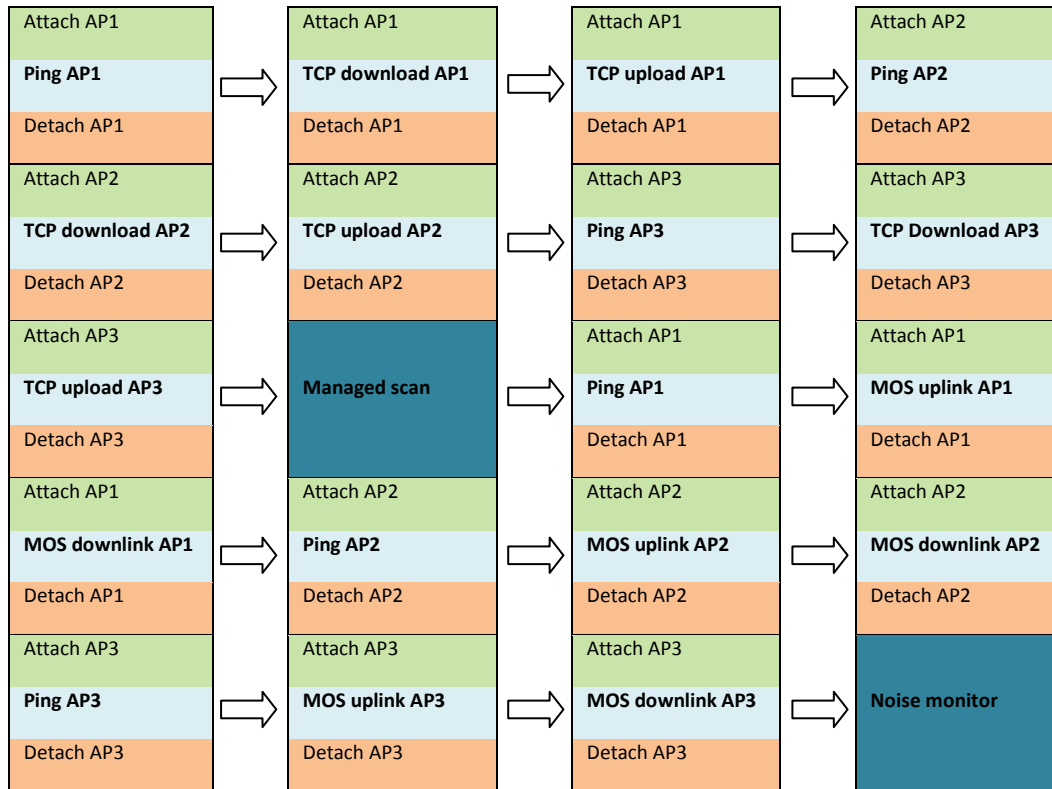 Attach AP1
Ping AP1
Detach AP1
Attach AP1
TCP download AP1
Detach AP1
Attach AP1
TCP upload AP1
Detach AP1
Attach AP2
Ping AP2
Detach AP2
Attach AP2
TCP download AP2
Detach AP2
Attach AP2
TCP upload AP2
Detach AP2
Attach AP3
Ping AP3
Detach AP3
Attach AP3
TCP Download AP3
Detach AP3
Attach AP3
TCP upload AP3
Detach AP3
Managed scan
Attach AP1
Ping AP1
Detach AP1
Attach AP1
MOS uplink AP1
Detach AP1
Attach AP1
MOS downlink AP1
Detach AP1
Attach AP2
Ping AP2
Detach AP2
Attach AP2
MOS uplink AP2
Detach AP2
Attach AP2
MOS downlink AP2
Detach AP2
Attach AP3
Ping AP3
Detach AP3
Attach AP3
MOS uplink AP3
Detach AP3
Attach AP3
MOS downlink AP3
Detach AP3
Noise monitor